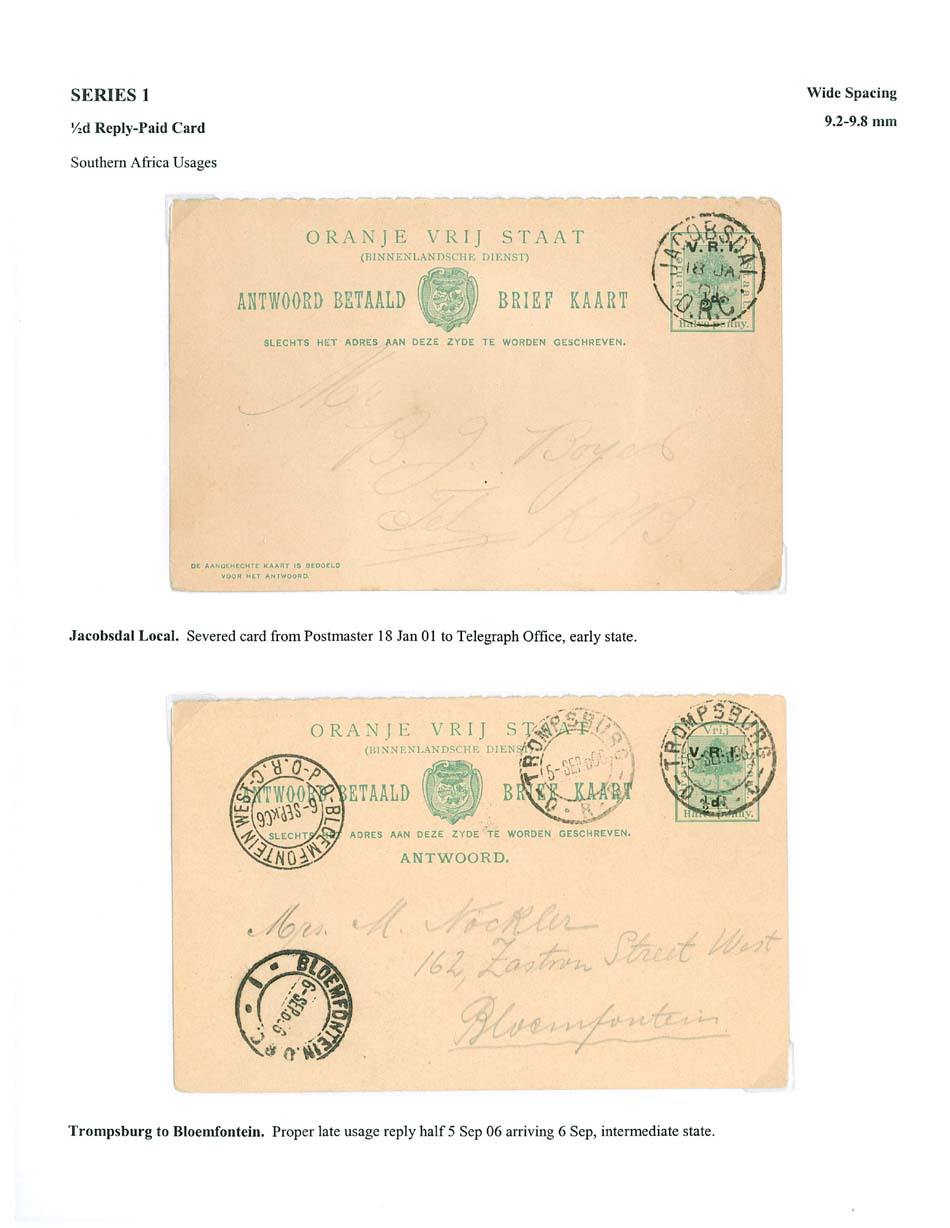 SERIES 1
Wide Spacing
½d Reply-Paid Card
9.2-9.8 mm
Southern Africa Usages
ORANJE VRIJ STAAT
(BINNENLANDSCHE DIENST)
ANTWOORD BETAALD BRIEF KAART
SLECHTS HET ADRES AAN DEZE ZYDE TE WORDEN GESCHREVEN.
JACOBSDAL
V.R.I.
18 JA
01
½d
O.R.C.
Halve penny.
Mr
B. J.
Tel
DE AANGEHECHTE KAART IS BEDOELD
VOOR HET ANTWOORD.
Jacobsdal Local. Severed card from Postmaster 18 Jan 01 to Telegraph Office, early state.
ORANJE VRIJ STAAT
(BINNENLANDSCHE DIENST)
ANTWOORD BETAALD BRIEF KAART
SLECHTS ADRES AAN DEZE ZYDE TE WORDEN GESCHREVEN.
ANTWOORD.
TROMPSBURG
5-SEP 06
O-R-C
TROMPSBURG
Vrij
V.R.I.
5-SEP 06
½d
Halve penny.
P.O-BLOEMFONTEIN WEST-O.R.C-
6-SEP 06
Mrs. M. Nöckler
162, Zastron Street West
Bloemfontein
BLOEMFONTEIN.O.R.C. 1
6-SEP 06
Trompsburg to Bloemfontein. Proper late usage reply half 5 Sep 06 arriving 6 Sep, intermediate state.